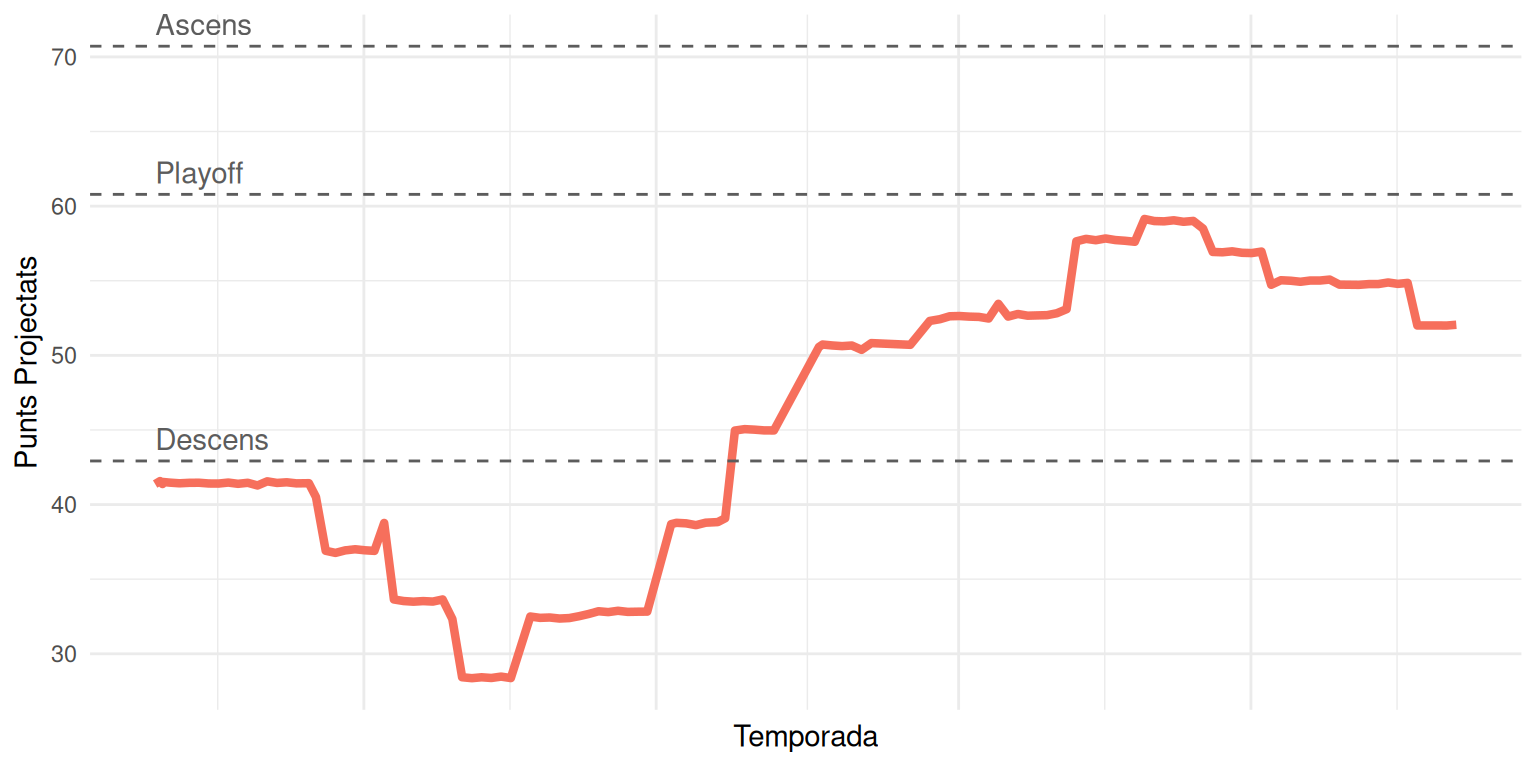 Ascens
70
Playoff
60
50
Descens
40
30
Punts Projectats
Temporada